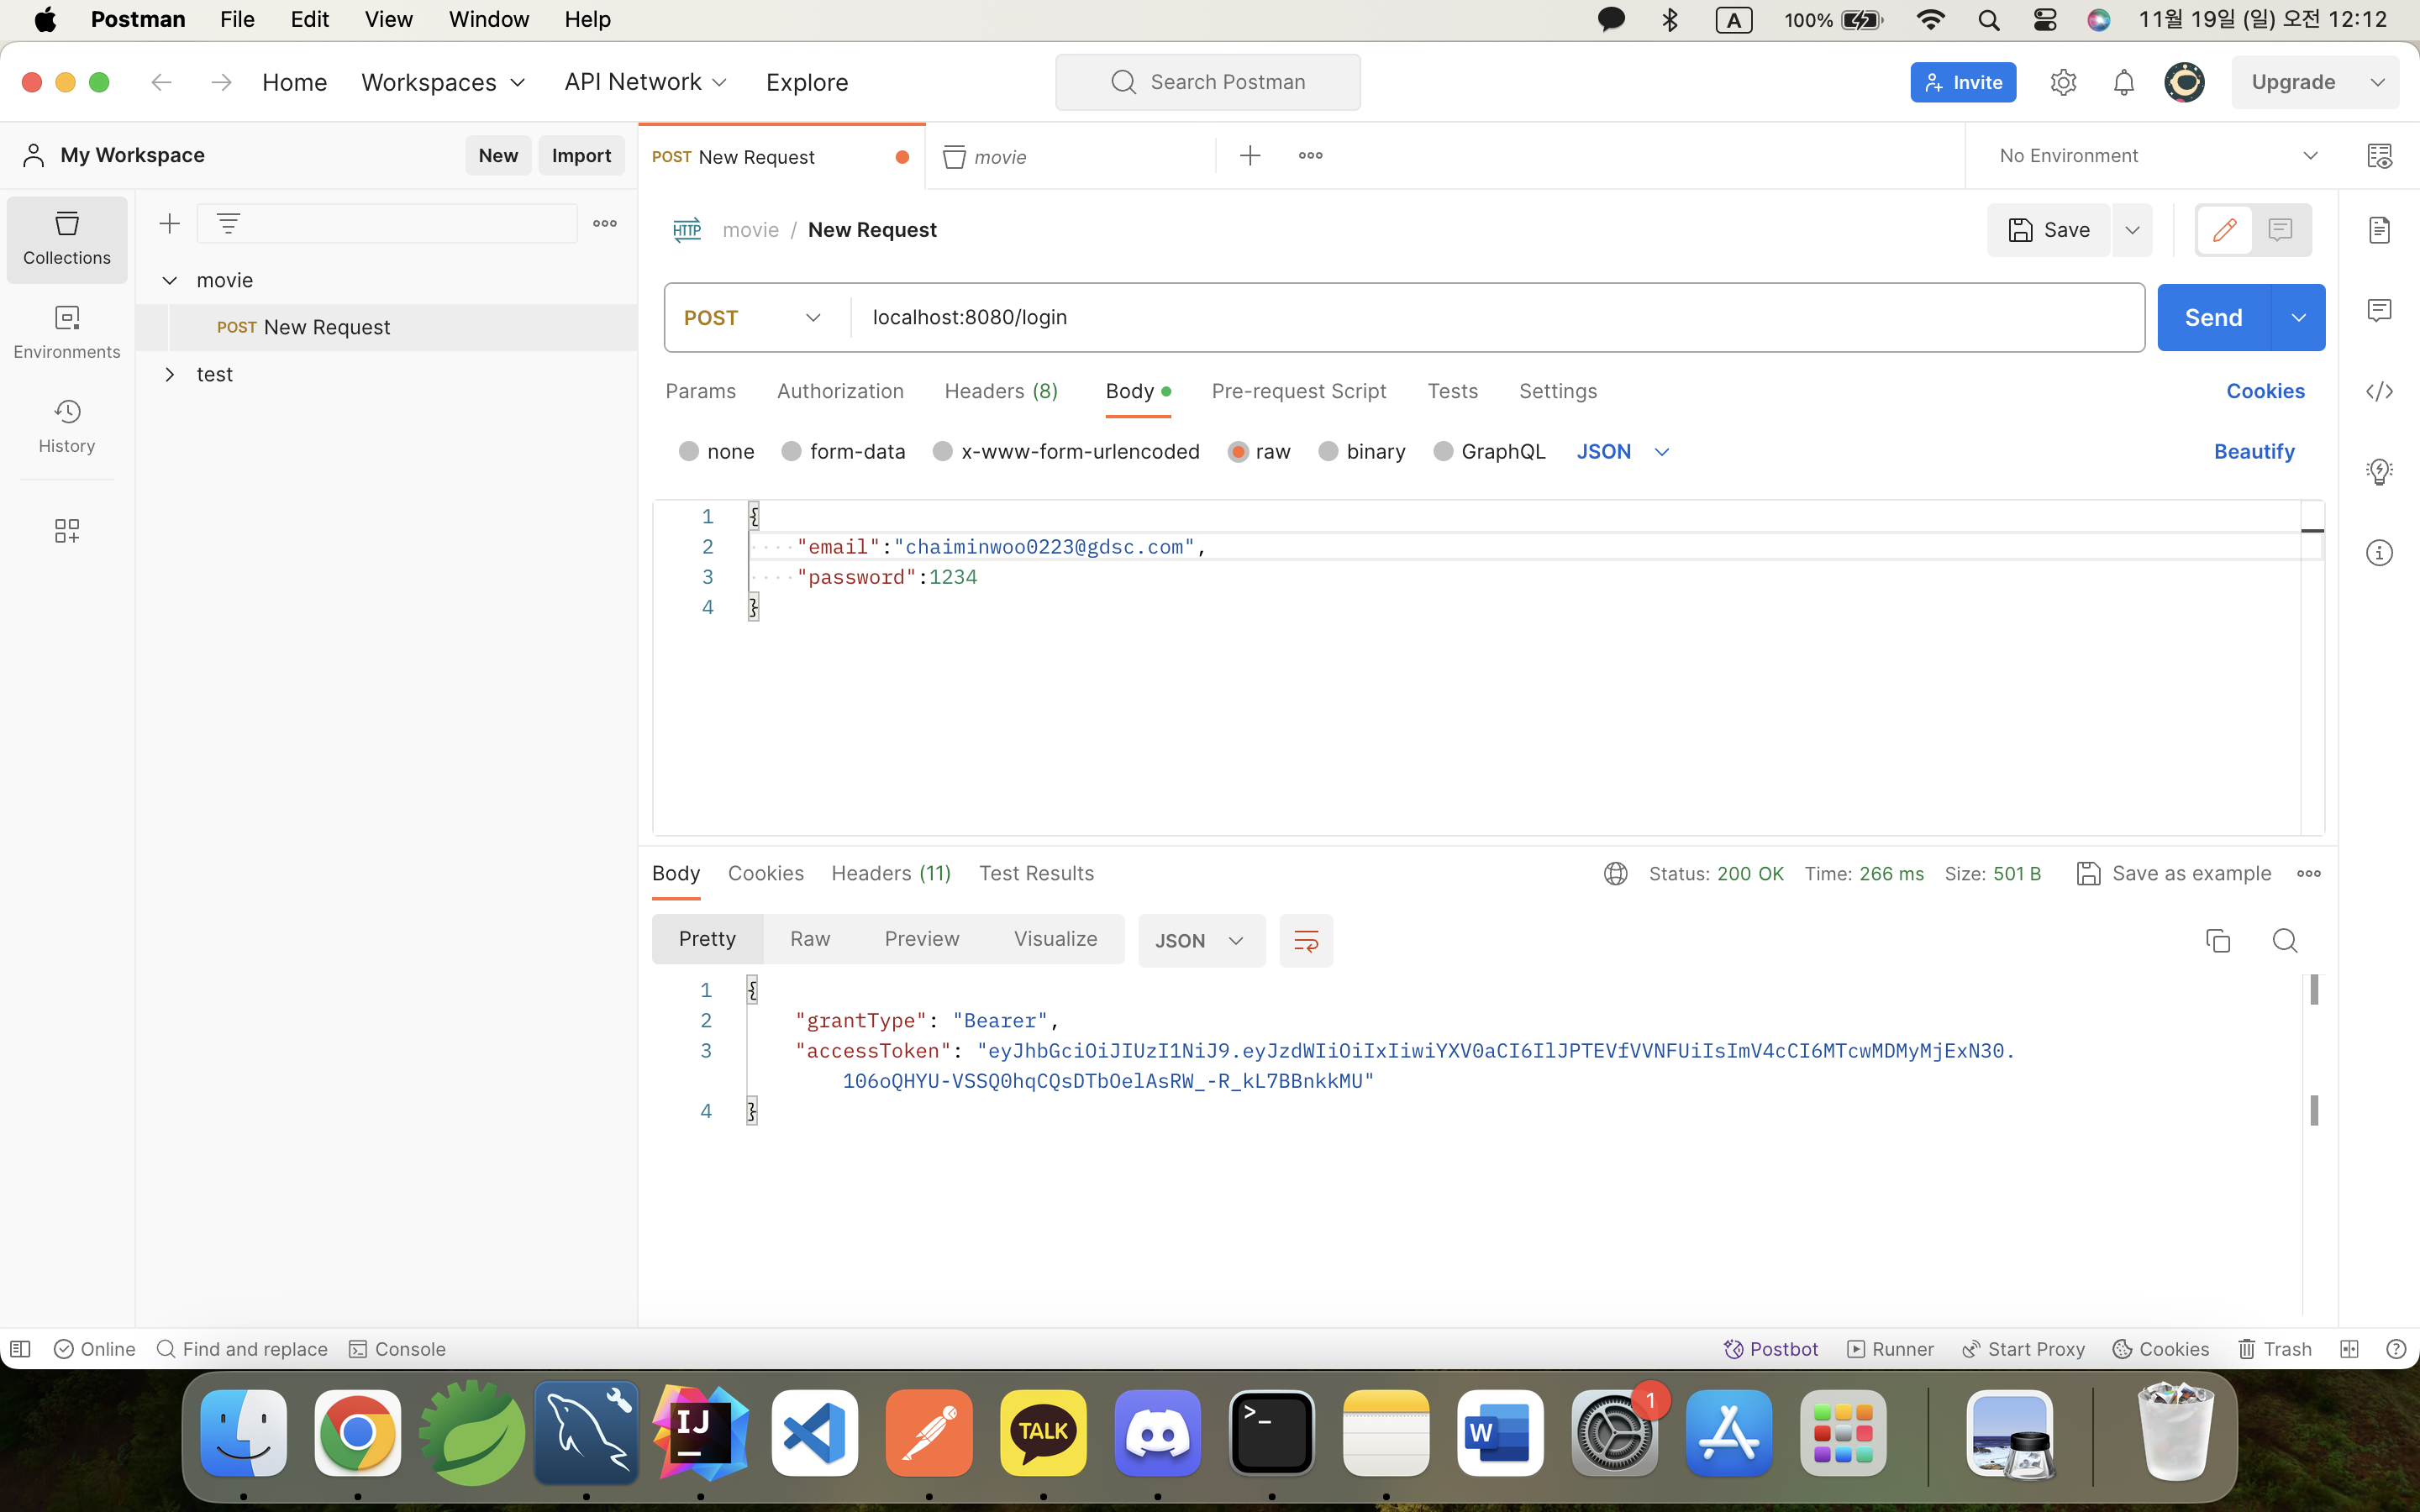 Postman File Edit View Window Help A 100% 11월 19일 (일) 오전 12:12
Home Workspaces API Network Explore Search Postman Invite Upgrade
My Workspace New Import POST New Request movie No Environment
Collections
Environments
History
movie
POST New Request
test
HTTP movie / New Request Save
POST localhost:8080/login Send
Params Authorization Headers (8) Body Pre-request Script Tests Settings Cookies
none form-data x-www-form-urlencoded raw binary GraphQL JSON Beautify
1 {
2 "email":"chaiminwoo0223@gdsc.com",
3 "password":1234
4 }
Body Cookies Headers (11) Test Results Status: 200 OK Time: 266 ms Size: 501 B Save as example
Pretty Raw Preview Visualize JSON
1 {
2 "grantType": "Bearer",
3 "accessToken": "eyJhbGciOiJIUzI1NiJ9.eyJzdWIiOiIxIiwiYXV0aCI6IlJPTEVfVVNFUiIsImV4cCI6MTcwMDMyMjExN30.
106oQHYU-VSSQ0hqCQsDTbOelAsRW_-R_kL7BBnkkMU"
4 }
Online Find and replace Console Postbot Runner Start Proxy Cookies Trash
IJ TALK >_ W 1